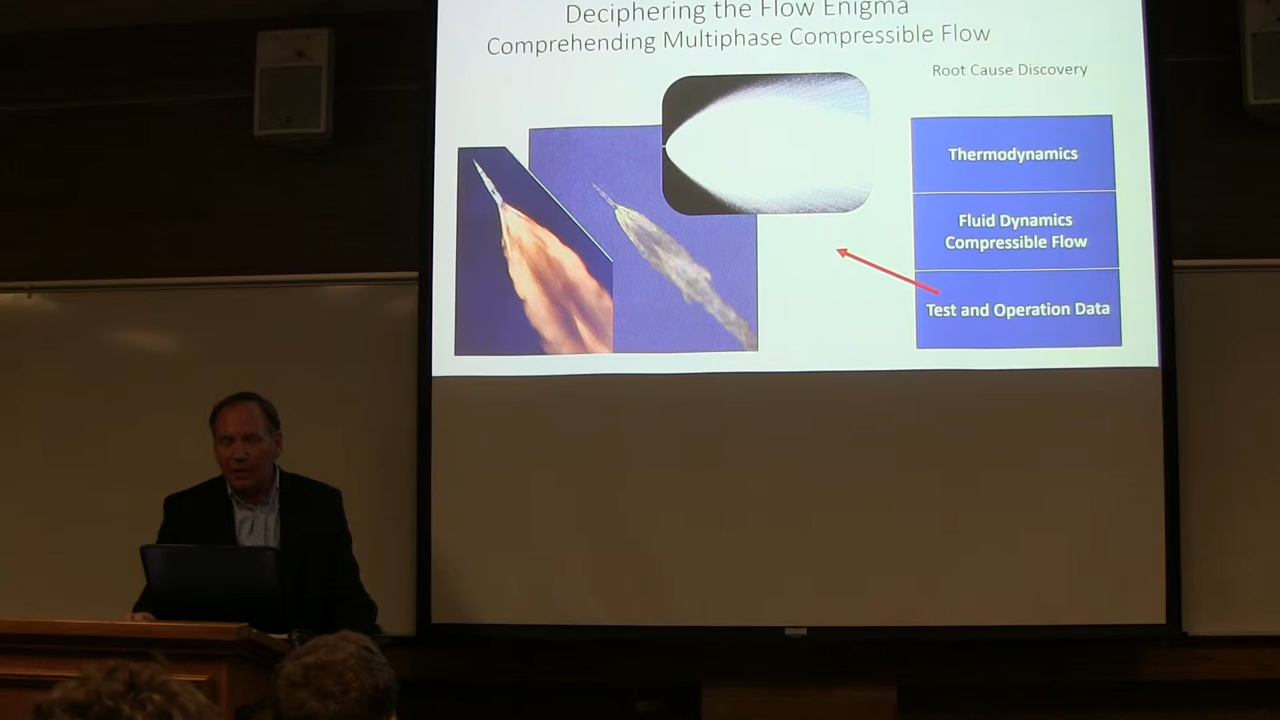 Deciphering the Flow Enigma
Comprehending Multiphase Compressible Flow
Root Cause Discovery
Thermodynamics
Fluid Dynamics
Compressible Flow
Test and Operation Data